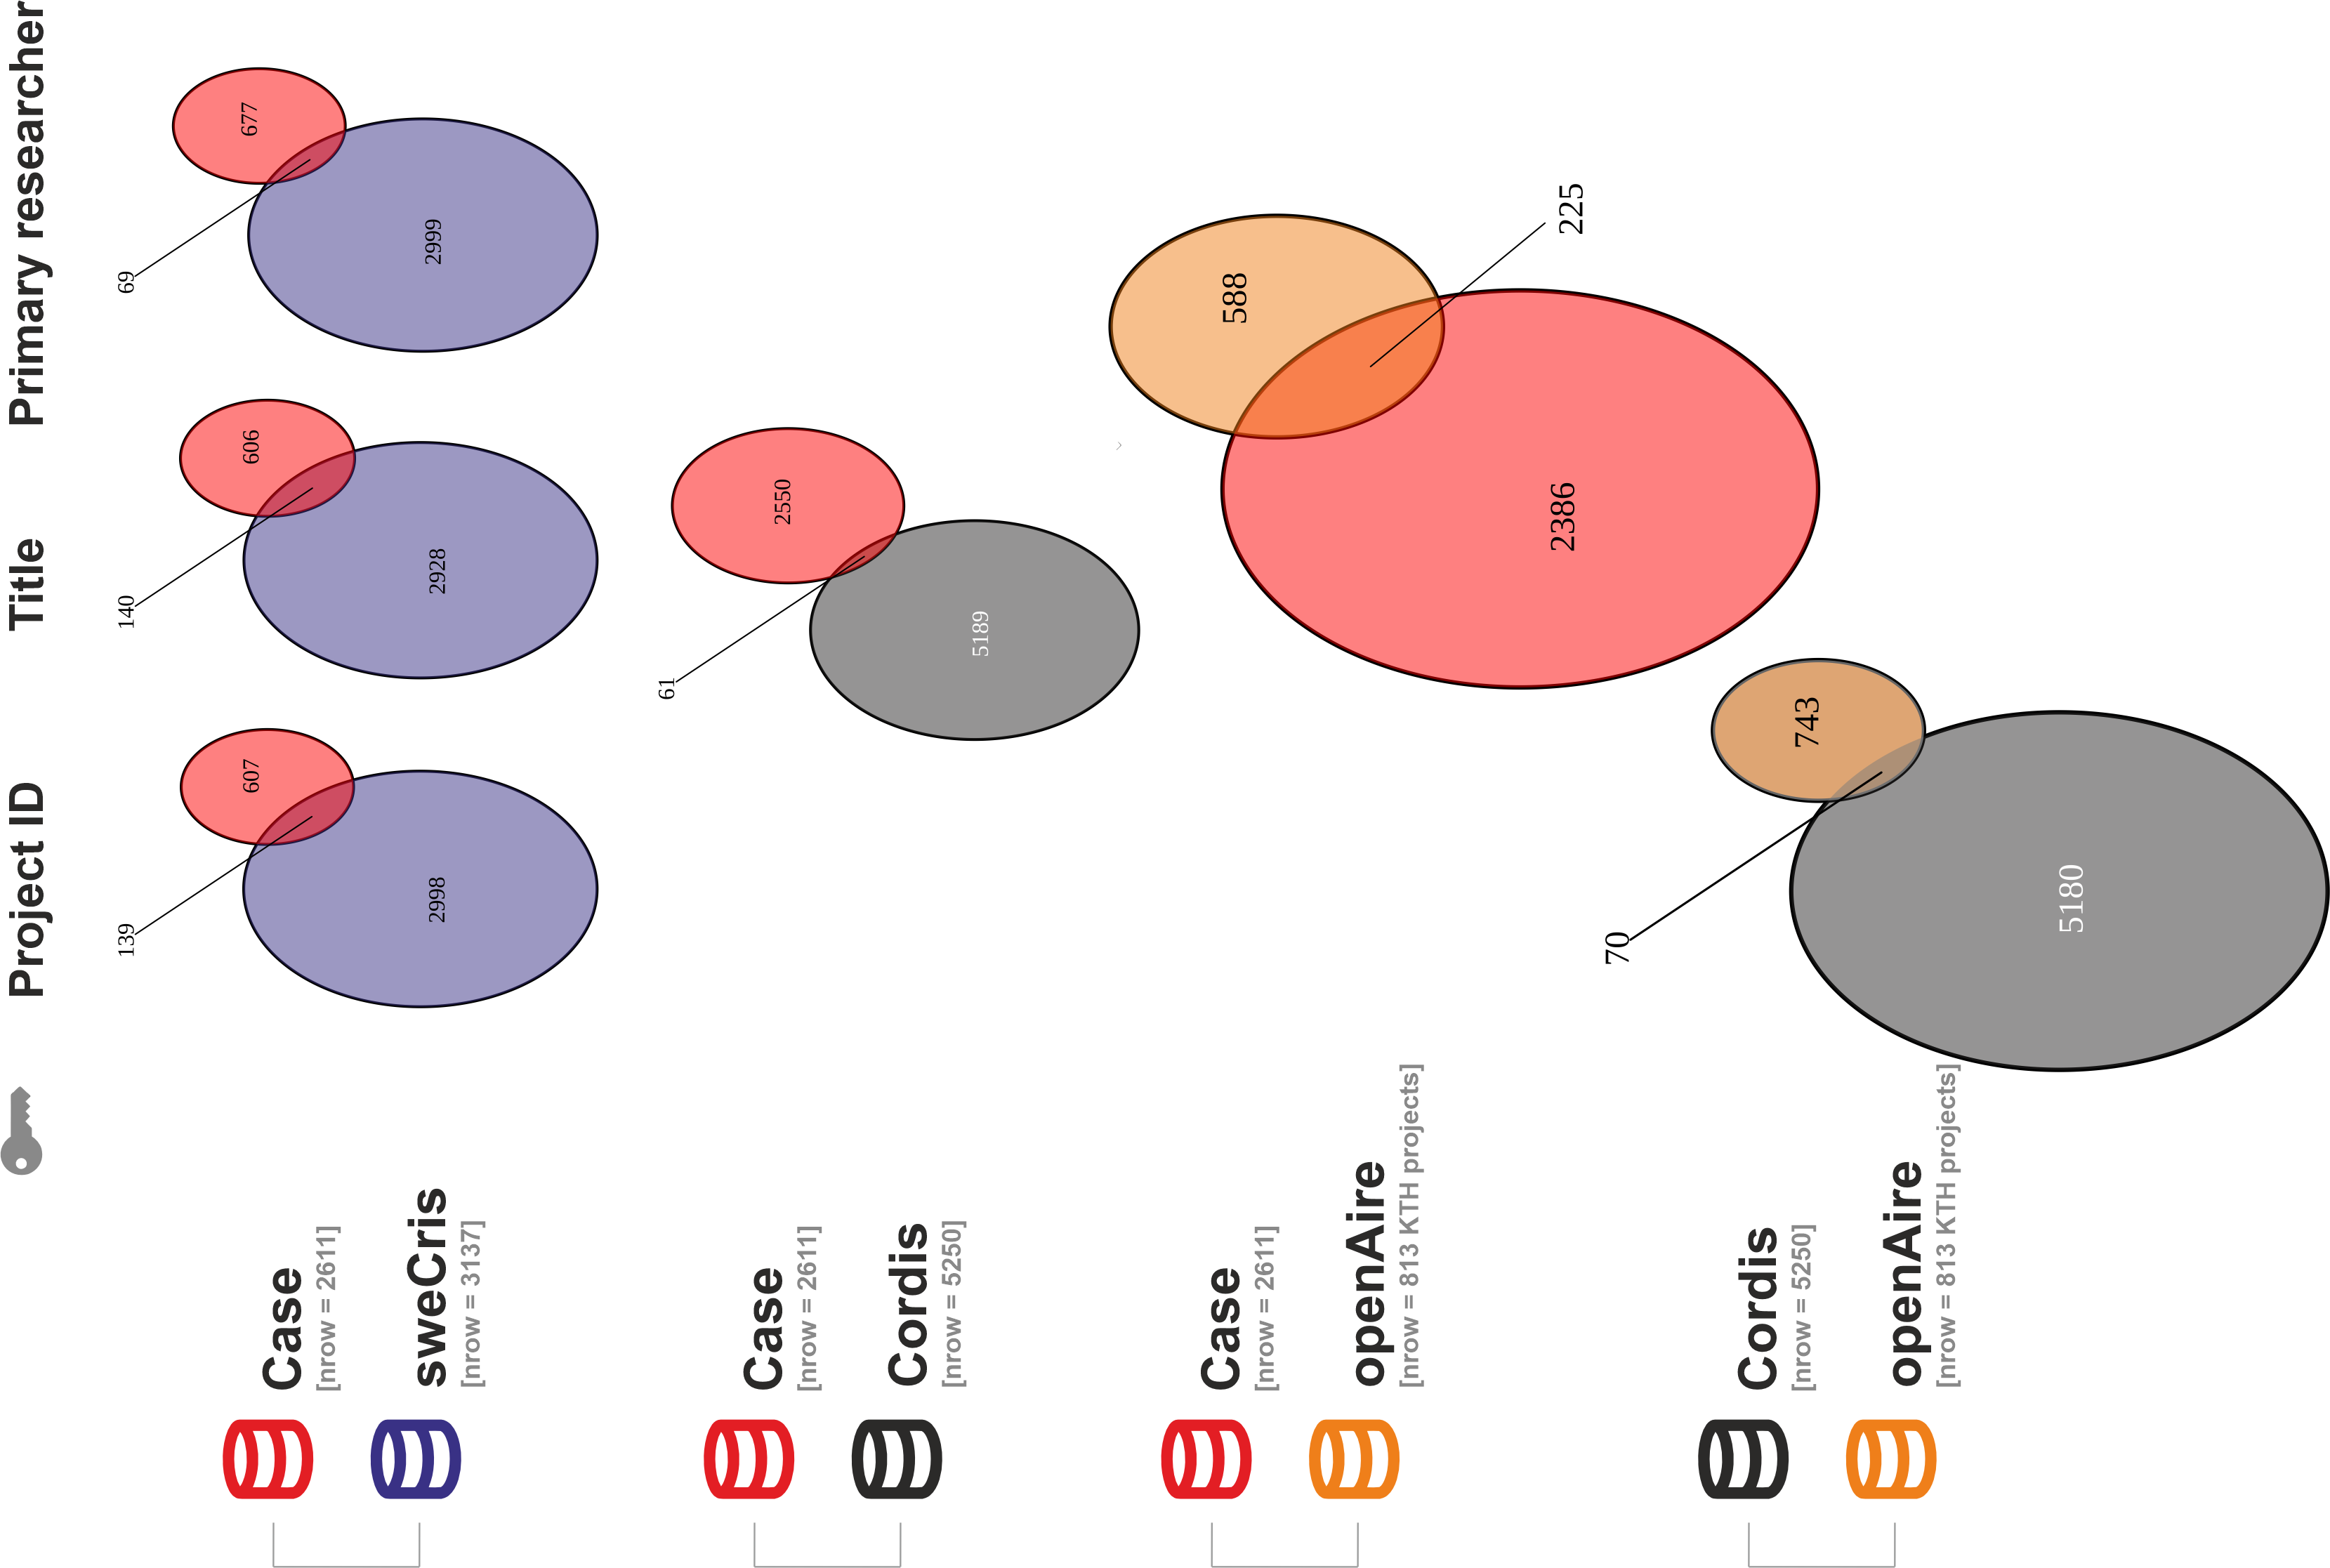 Project ID
Title
Primary researcher
Case
[nrow = 2611]
sweCris
[nrow = 3137]
139
607
2998
140
606
2928
69
677
2999
Case
[nrow = 2611]
Cordis
[nrow = 5250]
61
2550
5189
Case
[nrow = 2611]
openAire
[nrow = 813 KTH projects]
588
225
2386
Cordis
[nrow = 5250]
openAire
[nrow = 813 KTH projects]
70
743
5180